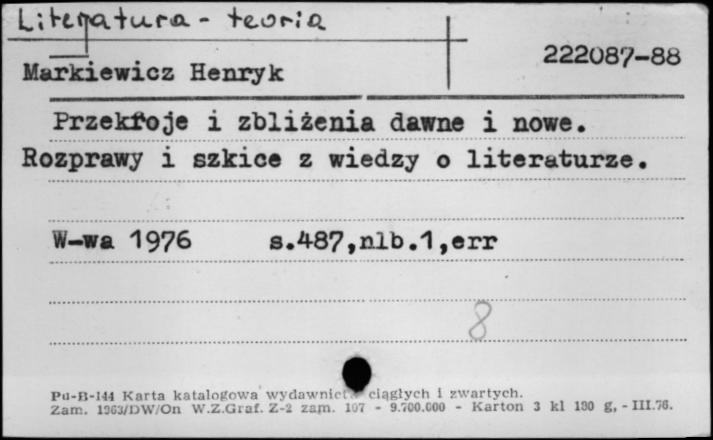 Literatura - teoria
222087-88
Markiewicz Henryk
Przekroje i zbliżenia dawne i nowe.
Rozprawy i szkice z wiedzy o literaturze.
W-wa 1976 s.487,nlb.1,err
8
Pu-B-144 Karta katalogowa wydawnictw ciągłych i zwartych.
Zam. 1963/DW/On W.Z.Graf. Z-2 zam. 107 - 9.700.000 - Karton 3 kl 180 g, - III.76.